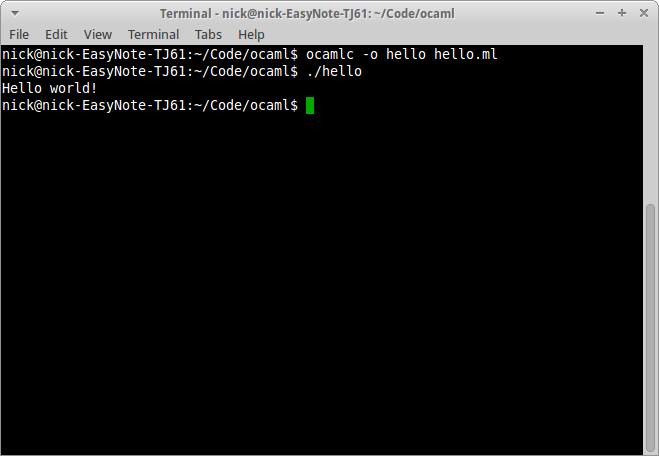 Terminal - nick@nick-EasyNote-TJ61: ~/Code/ocaml
File Edit View Terminal Tabs Help
nick@nick-EasyNote-TJ61:~/Code/ocaml$ ocamlc -o hello hello.ml
nick@nick-EasyNote-TJ61:~/Code/ocaml$ ./hello
Hello world!
nick@nick-EasyNote-TJ61:~/Code/ocaml$